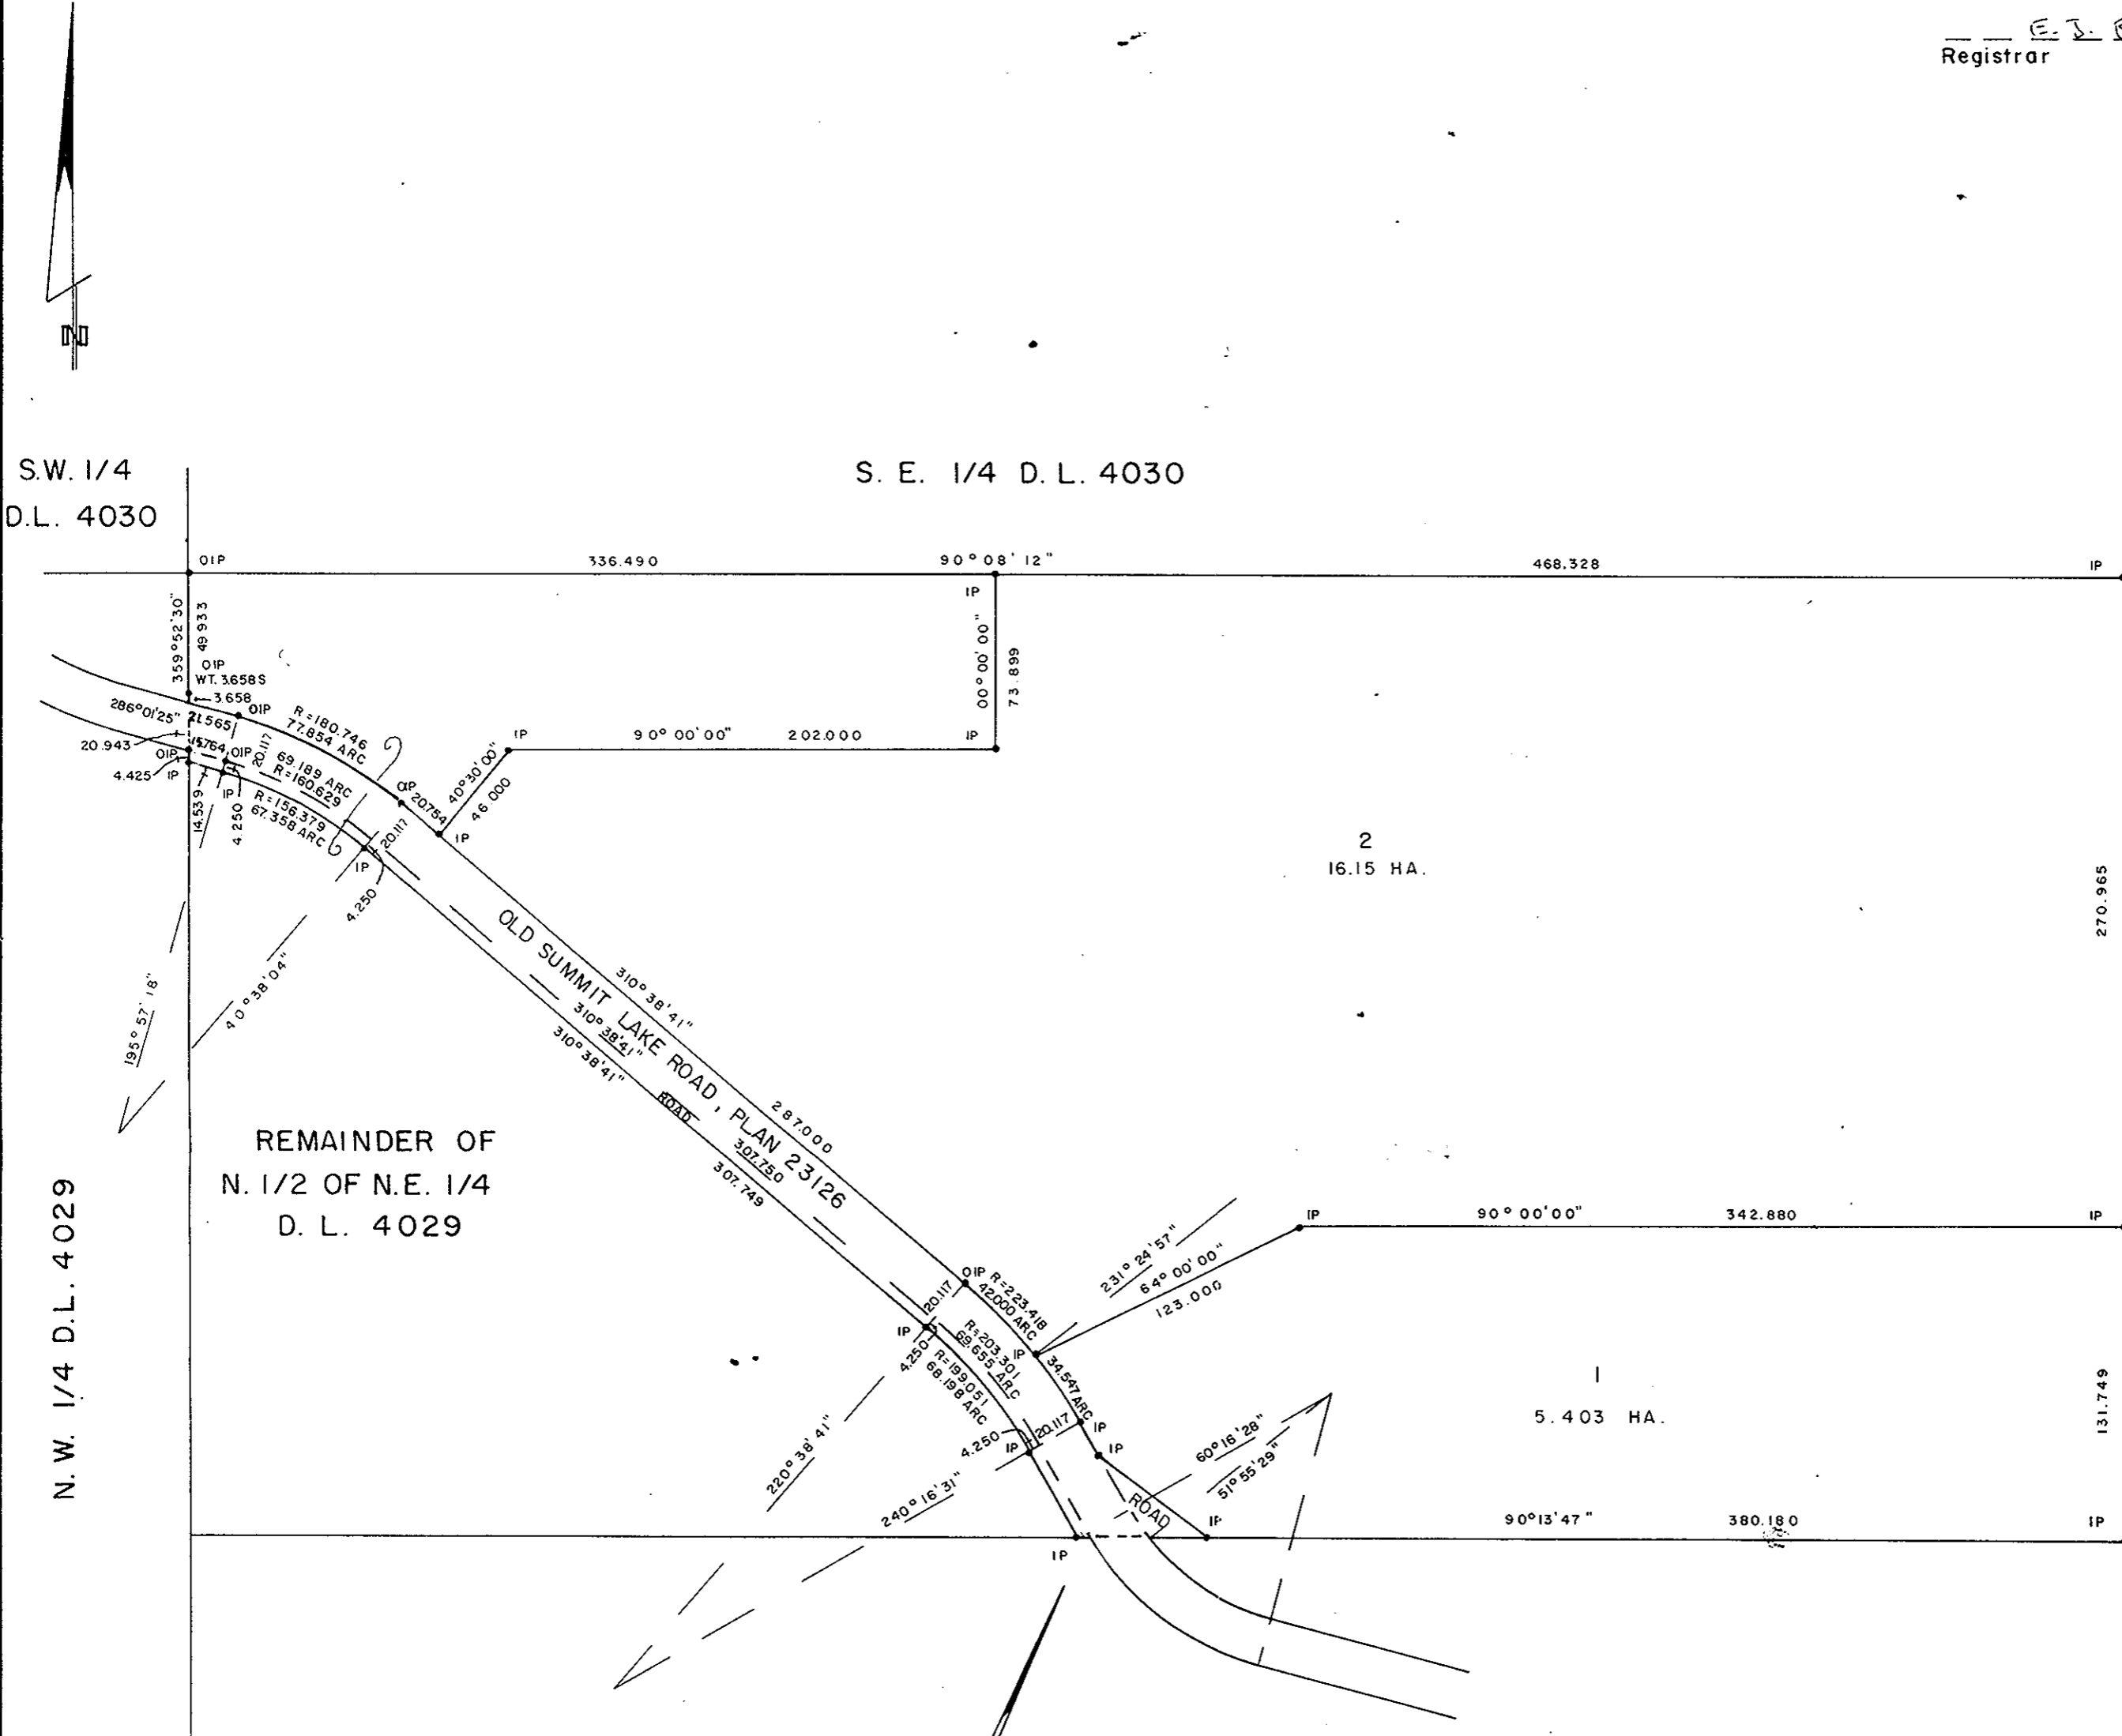 E. J.
Registrar
N
S.W. 1/4
D.L. 4030
S. E. 1/4 D. L. 4030
OIP
336.490
90° 08' 12"
468.328
IP
IP
359° 52' 30"
49 933
00° 00' 00"
73.899
OIP
WT. 3.658 S
3.658
OIP
286° 01' 25"
21.565
R=180.746
77.854 ARC
20.943
15.764
OIP
20.117
69.189 ARC
R=160.629
OIP
4.425
IP
14.539
IP
4.250
R=156.379
67.358 ARC
IP
90° 00' 00"
202.000
IP
40° 30' 00"
46.000
OIP
20.754
IP
20.117
IP
4.250
2
16.15 HA.
270.965
OLD SUMMIT LAKE ROAD, PLAN 23126
310° 38' 41"
310° 38' 41"
310° 38' 41"
ROAD
287.000
307.750
307.749
195° 57' 18"
40° 38' 04"
REMAINDER OF
N. 1/2 OF N.E. 1/4
D. L. 4029
N. W. 1/4 D. L. 4029
IP
90° 00' 00"
342.880
IP
231° 24' 57"
64° 00' 00"
123.000
OIP
R=223.418
42.000 ARC
20.117
IP
4.250
R=203.301
69.655 ARC
R=199.051
68.198 ARC
IP
34.547 ARC
20.117
IP
4.250
IP
IP
1
5.403 HA.
131.749
220° 38' 41"
240° 16' 31"
60° 16' 28"
51° 55' 29"
ROAD
IP
90° 13' 47"
380.180
IP
IP